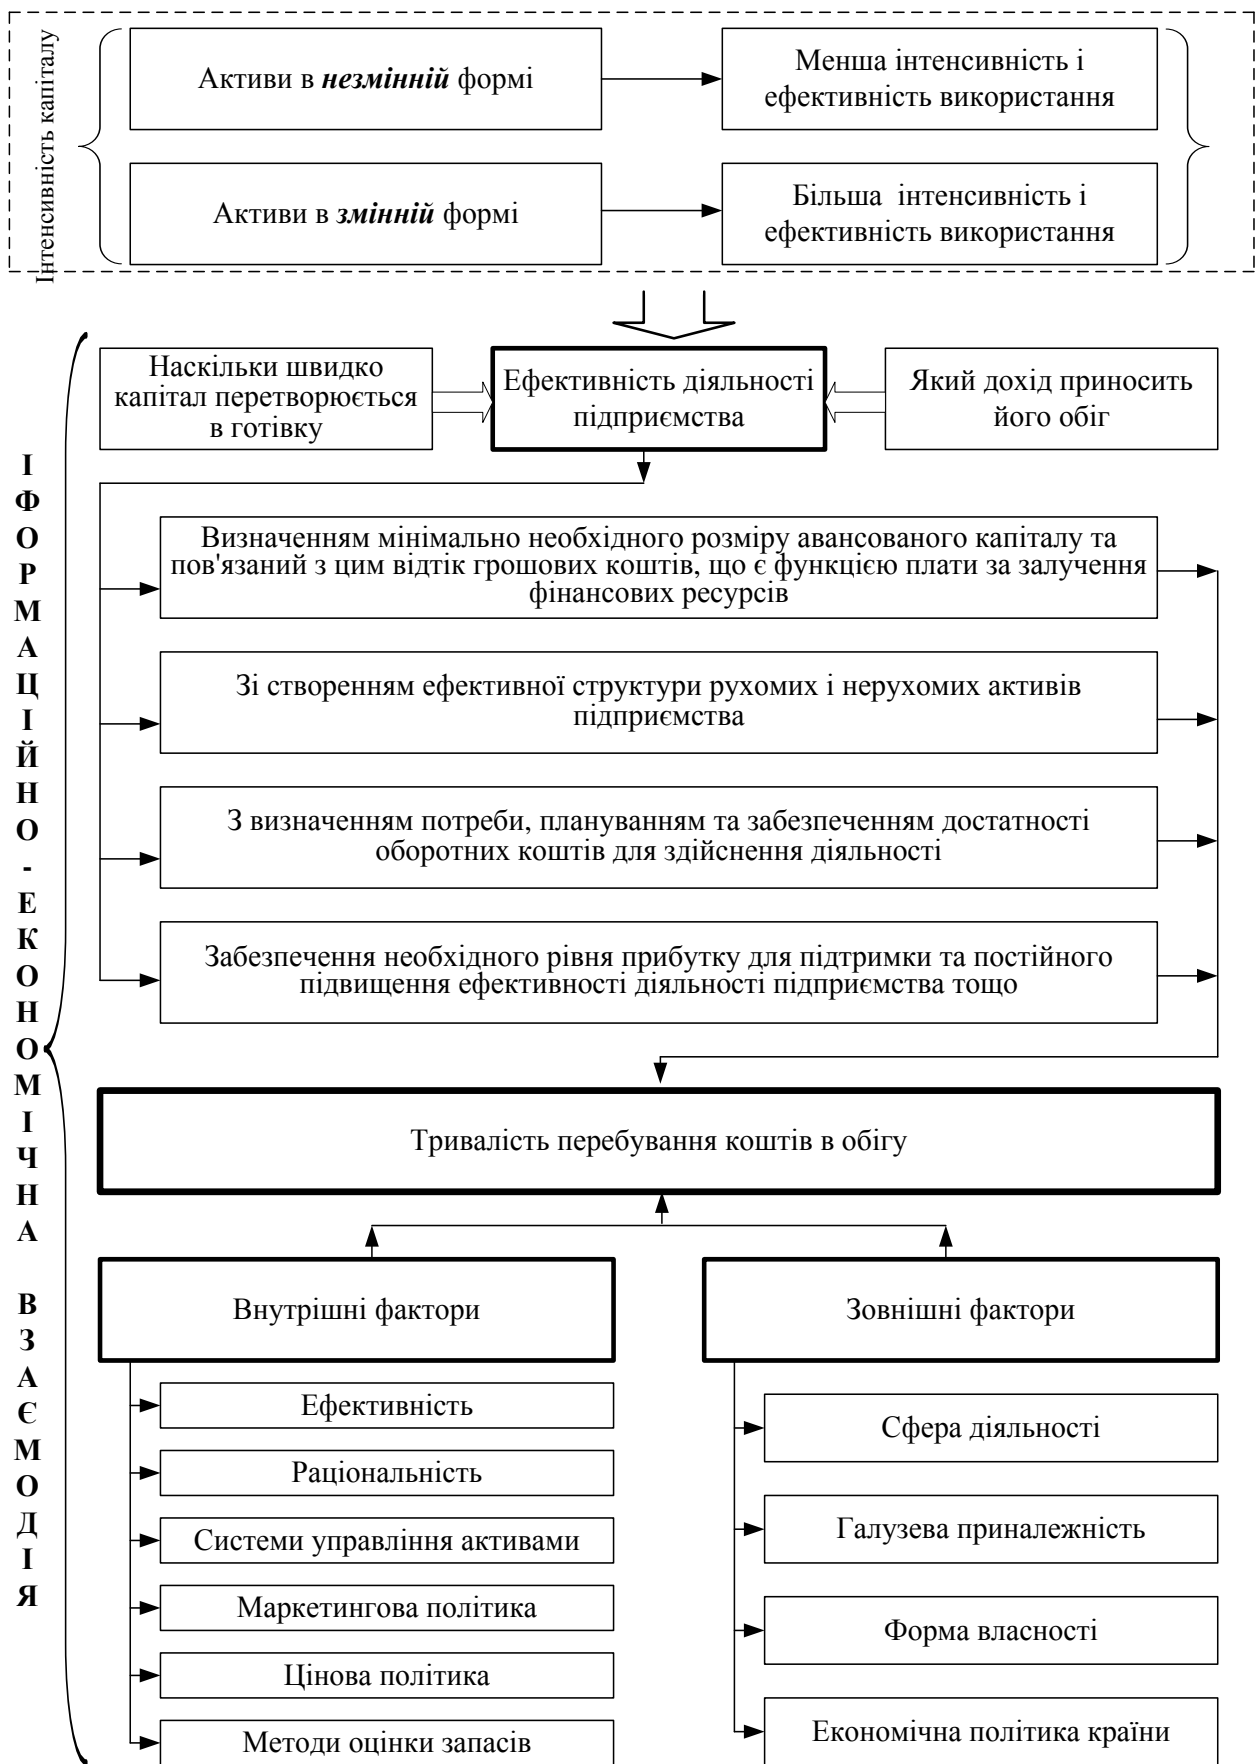 Інтенсивність капіталу
Активи в незмінній формі
Менша інтенсивність і
ефективність використання
Активи в змінній формі
Більша інтенсивність і
ефективність використання
ІФОРМАЦІЙНО-ЕКОНОМІЧНА ВЗАЄМОДІЯ
Наскільки швидко
капітал перетворюється
в готівку
Ефективність діяльності
підприємства
Який дохід приносить
його обіг
Визначенням мінімально необхідного розміру авансованого капіталу та
пов'язаний з цим відтік грошових коштів, що є функцією плати за залучення
фінансових ресурсів
Зі створенням ефективної структури рухомих і нерухомих активів
підприємства
З визначенням потреби, плануванням та забезпеченням достатності
оборотних коштів для здійснення діяльності
Забезпечення необхідного рівня прибутку для підтримки та постійного
підвищення ефективності діяльності підприємства тощо
Тривалість перебування коштів в обігу
Внутрішні фактори
Ефективність
Раціональність
Системи управління активами
Маркетингова політика
Цінова політика
Методи оцінки запасів
Зовнішні фактори
Сфера діяльності
Галузева приналежність
Форма власності
Економічна політика країни